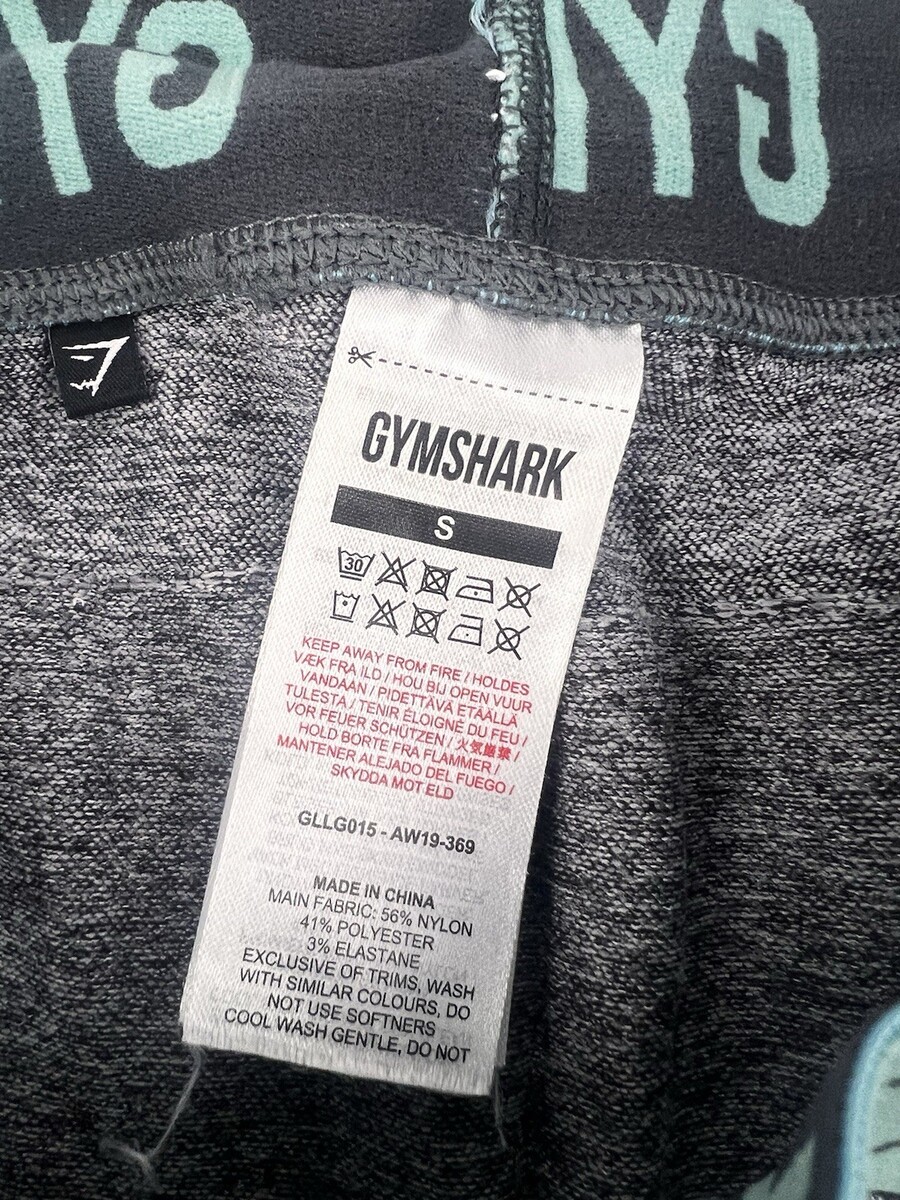 GYMSHARK
S
30
KEEP AWAY FROM FIRE / HOLDES
VÆK FRA ILD / HOU BIJ OPEN VUUR
VANDAAN / PIDETTÄVÄ ETÄÄLLÄ
TULESTA / TENIR ÉLOIGNÉ DU FEU /
VOR FEUER SCHÜTZEN / 火気厳禁 /
HOLD BORTE FRA FLAMMER /
MANTENER ALEJADO DEL FUEGO /
SKYDDA MOT ELD
GLLG015 - AW19-369
MADE IN CHINA
MAIN FABRIC: 56% NYLON
41% POLYESTER
3% ELASTANE
EXCLUSIVE OF TRIMS, WASH
WITH SIMILAR COLOURS, DO
NOT USE SOFTNERS
COOL WASH GENTLE, DO NOT